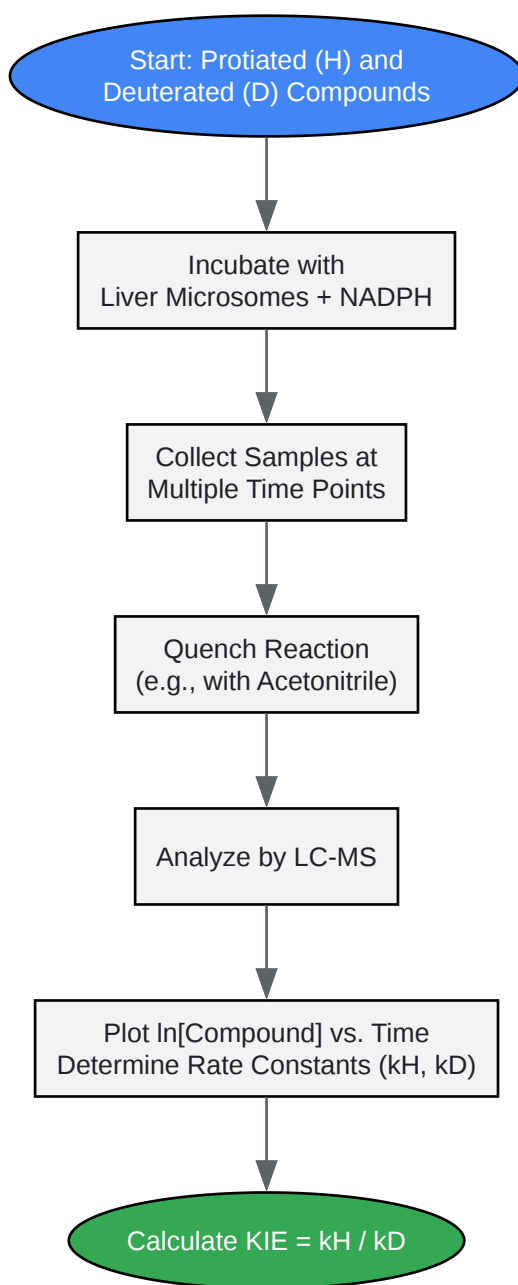 Start: Protiated (H) and
Deuterated (D) Compounds
Incubate with
Liver Microsomes + NADPH
Collect Samples at
Multiple Time Points
Quench Reaction
(e.g., with Acetonitrile)
Analyze by LC-MS
Plot ln[Compound] vs. Time
Determine Rate Constants (kH, kD)
Calculate KIE = kH / kD